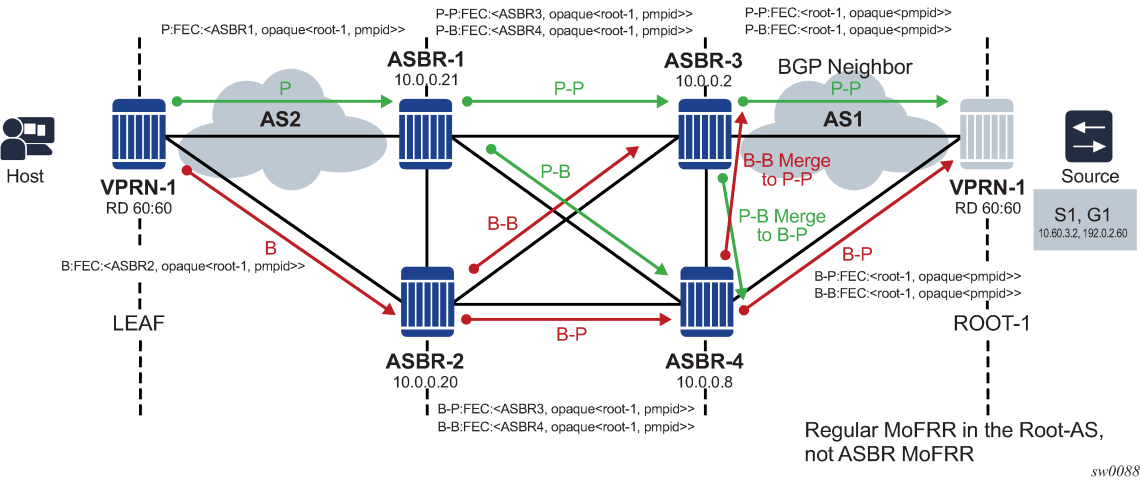 P-P:FEC:<ASBR3, opaque<root-1, pmpid>>
P-P:FEC:<root-1, opaque<pmpid>>
P:FEC:<ASBR1, opaque<root-1, pmpid>>
P-B:FEC:<ASBR4, opaque<root-1, pmpid>>
P-B:FEC:<root-1, opaque<pmpid>>
ASBR-1
10.0.0.21
ASBR-3
10.0.0.2
BGP Neighbor
P
P-P
P-P
AS2
AS1
Host
VPRN-1
RD 60:60
P-B
B-B
B-B Merge
to P-P
P-B Merge
to B-P
VPRN-1
RD 60:60
Source
S1, G1
10.60.3.2, 192.0.2.60
B
B-P
B:FEC:<ASBR2, opaque<root-1, pmpid>>
B-P:FEC:<root-1, opaque<pmpid>>
B-B:FEC:<root-1, opaque<pmpid>>
LEAF
B-P
ROOT-1
ASBR-2
10.0.0.20
ASBR-4
10.0.0.8
B-P:FEC:<ASBR3, opaque<root-1, pmpid>>
B-B:FEC:<ASBR4, opaque<root-1, pmpid>>
Regular MoFRR in the Root-AS,
not ASBR MoFRR
sw0088